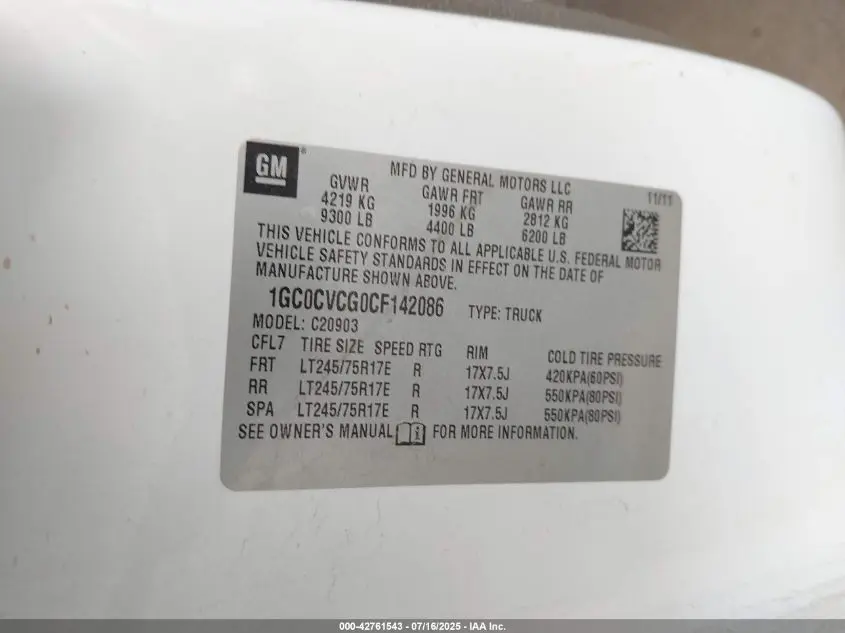 GM
MFD BY GENERAL MOTORS LLC
11/11
GVWR GAWR FRT GAWR RR
4219 KG 1996 KG 2812 KG
9300 LB 4400 LB 6200 LB
THIS VEHICLE CONFORMS TO ALL APPLICABLE U.S. FEDERAL MOTOR
VEHICLE SAFETY STANDARDS IN EFFECT ON THE DATE OF
MANUFACTURE SHOWN ABOVE.
1GC0CVCG0CF142086 TYPE: TRUCK
MODEL: C20903
CFL7 TIRE SIZE SPEED RTG RIM COLD TIRE PRESSURE
FRT LT245/75R17E R 17X7.5J 420KPA(60PSI)
RR LT245/75R17E R 17X7.5J 550KPA(80PSI)
SPA LT245/75R17E R 17X7.5J 550KPA(80PSI)
SEE OWNER'S MANUAL FOR MORE INFORMATION.
000-42761543 - 07/16/2025 - IAA Inc.